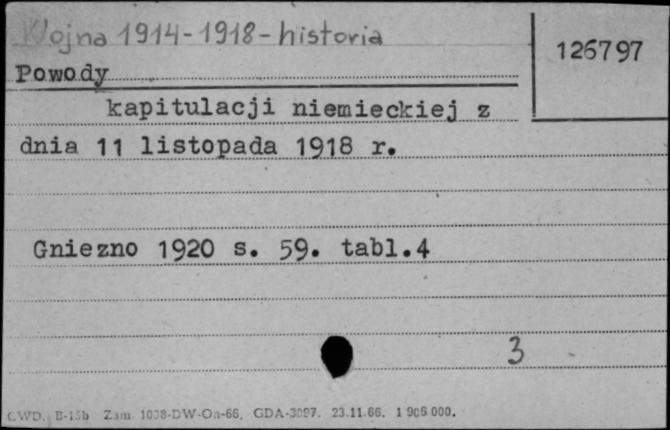 Wojna 1914-1918-historia
126797
Powody
kapitulacji niemieckiej z
dnia 11 listopada 1918 r.
Gniezno 1920 s. 59. tabl.4
3
CWD. B-15b Zam. 1038-DW-On-66. GDA-3097. 23.11.66. 1 906 000.